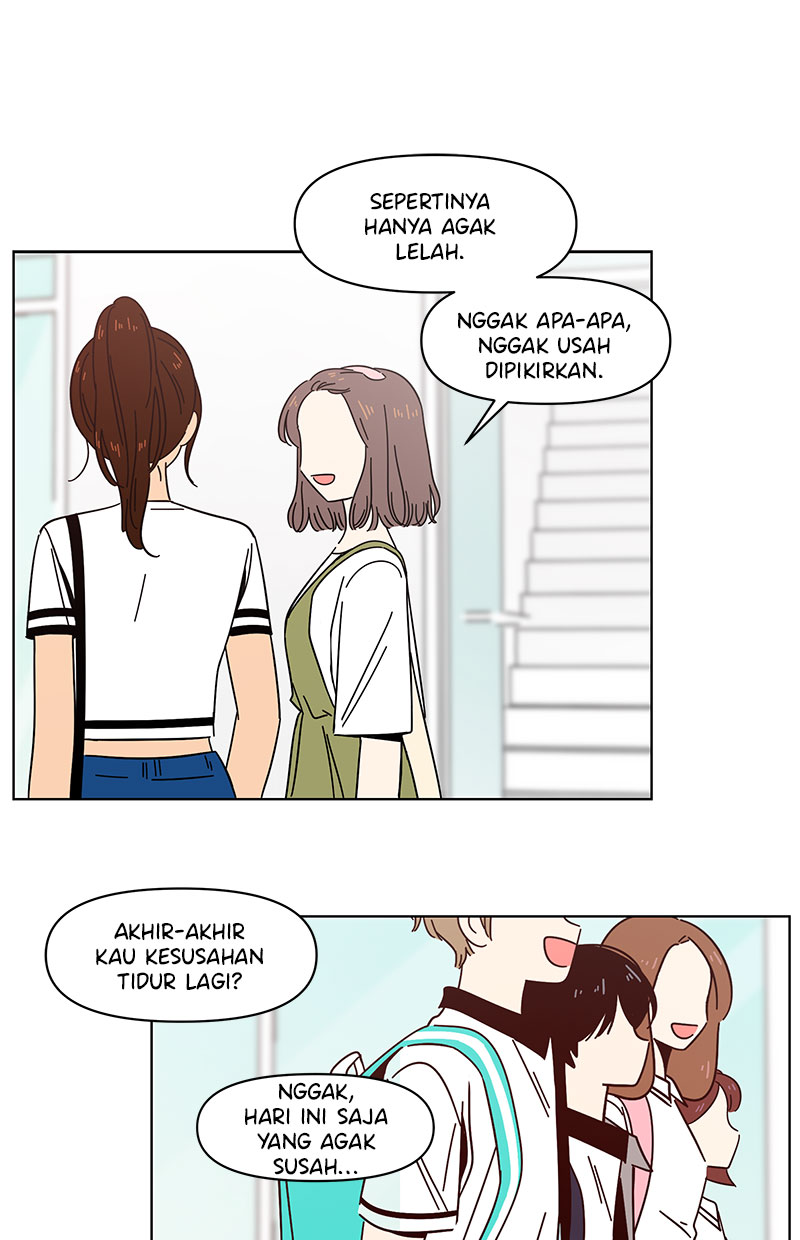 SEPERTINYA
HANYA AGAK
LELAH.
NGGAK APA-APA,
NGGAK USAH
DIPIKIRKAN.
AKHIR-AKHIR
KAU KESUSAHAN
TIDUR LAGI?
NGGAK,
HARI INI SAJA
YANG AGAK
SUSAH...